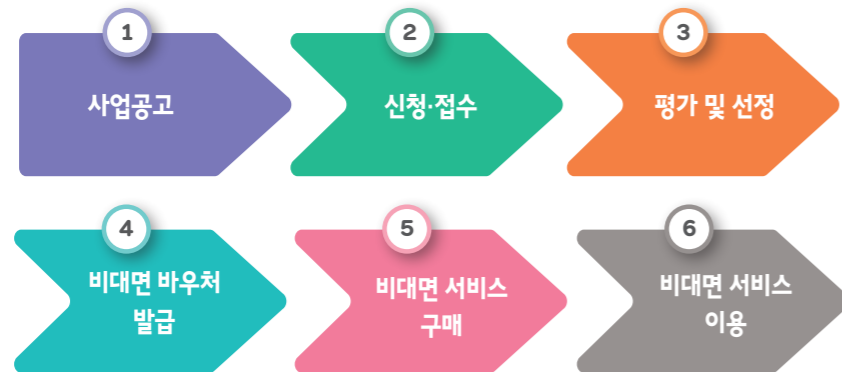 1
사업공고
2
신청·접수
3
평가 및 선정
4
비대면 바우처
발급
5
비대면 서비스
구매
6
비대면 서비스
이용